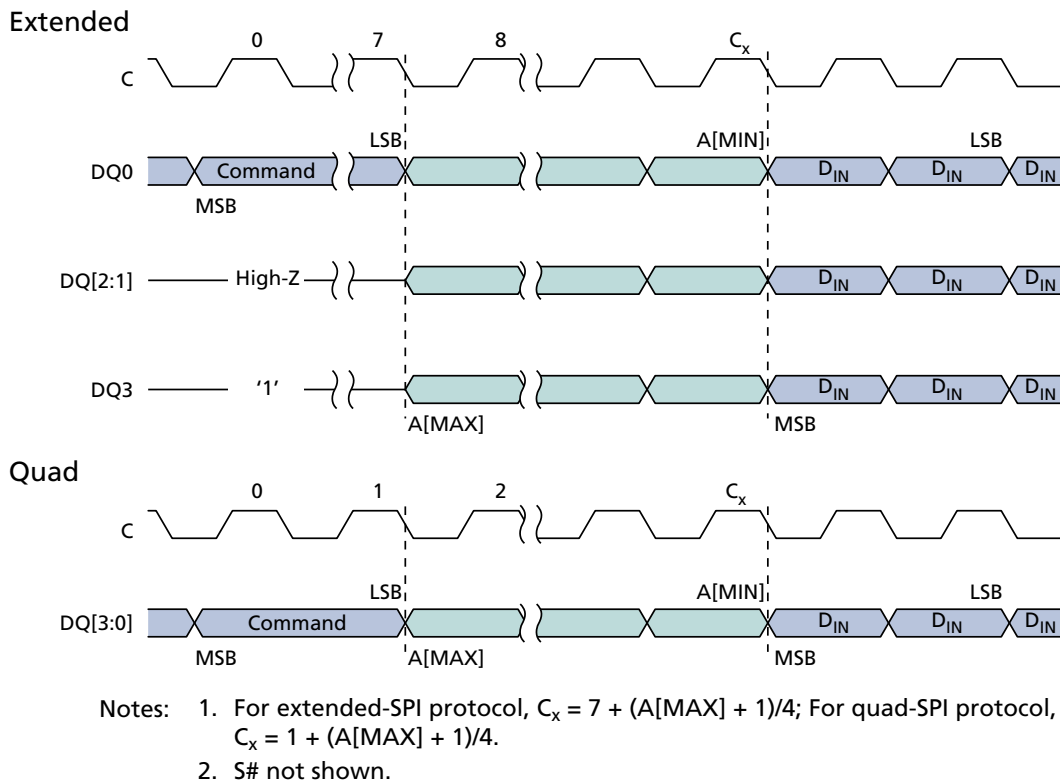 Extended
0 7 8 Cx
C
LSB A[MIN] LSB
DQ0 Command DIN DIN DIN
MSB
DQ[2:1] High-Z DIN DIN DIN
DQ3 ‘1’ DIN DIN DIN
A[MAX] MSB
Quad
0 1 2 Cx
C
LSB A[MIN] LSB
DQ[3:0] Command DIN DIN DIN
MSB A[MAX] MSB
Notes: 1. For extended-SPI protocol, Cx = 7 + (A[MAX] + 1)/4; For quad-SPI protocol,
Cx = 1 + (A[MAX] + 1)/4.
2. S# not shown.